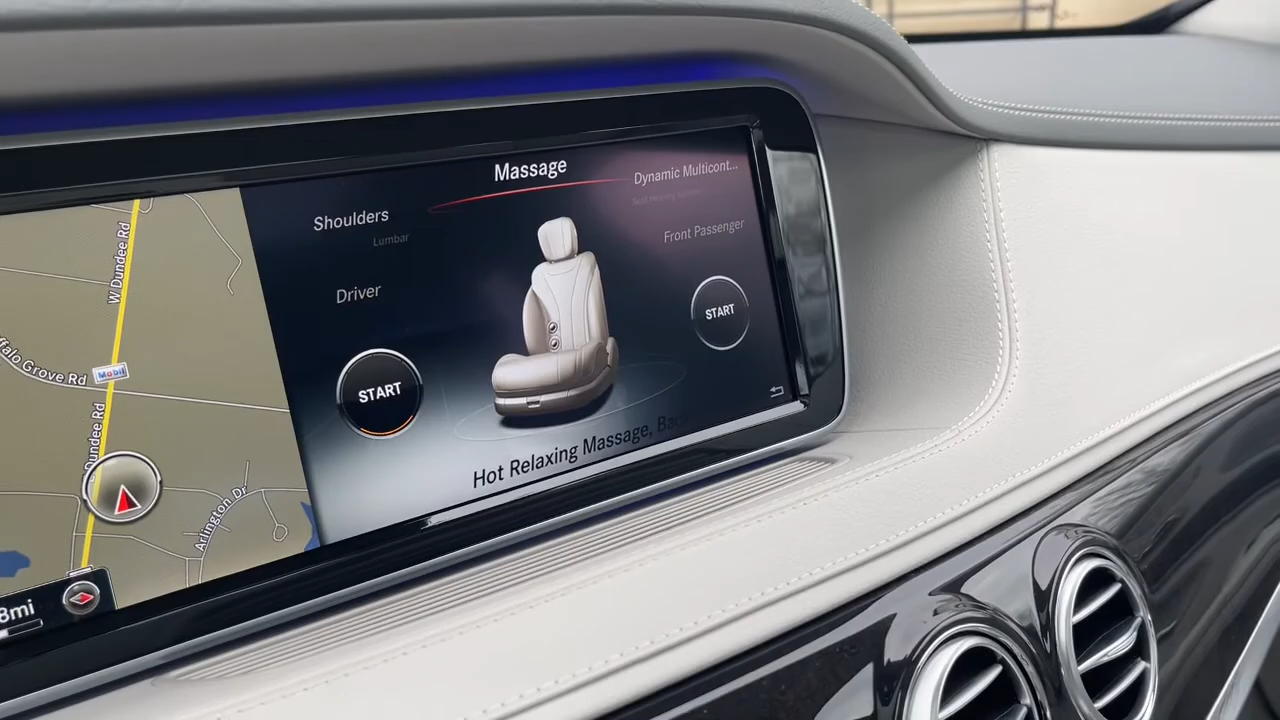 Massage
Dynamic Multicont...
Shoulders
Lumbar
Front Passenger
Driver
START
START
Hot Relaxing Massage, Bac
W Dundee Rd
ffalo Grove Rd
Mobil
Dundee Rd
Arlington Dr
8mi